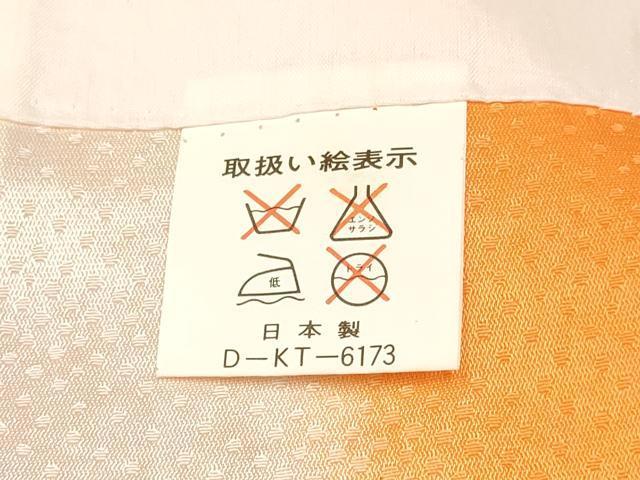 取扱い絵表示
エンソ
サラシ
低
ドライ
日本製
D-KT-6173